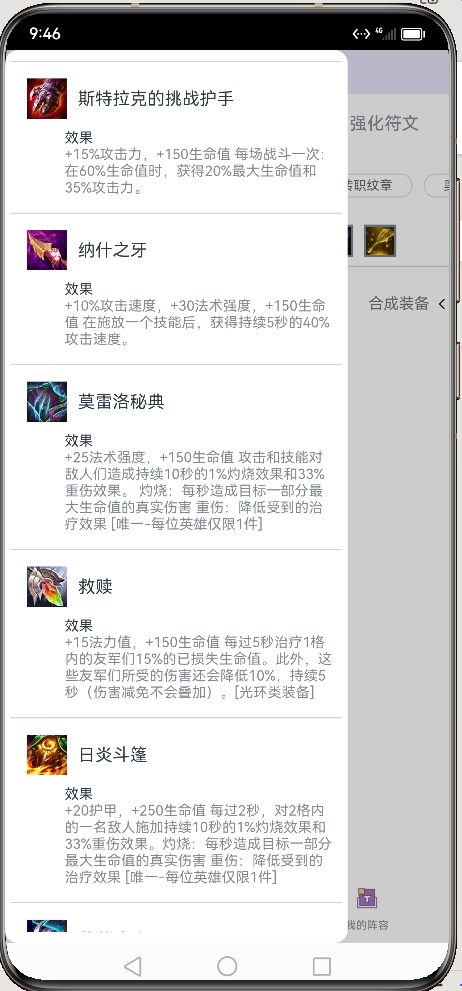 9:46
4G
斯特拉克的挑战护手
效果
+15%攻击力，+150生命值 每场战斗一次：
在60%生命值时，获得20%最大生命值和
35%攻击力。
纳什之牙
效果
+10%攻击速度，+30法术强度，+150生命
值 在施放一个技能后，获得持续5秒的40%
攻击速度。
莫雷洛秘典
效果
+25法术强度，+150生命值 攻击和技能对
敌人们造成持续10秒的1%灼烧效果和33%
重伤效果。 灼烧：每秒造成目标一部分最
大生命值的真实伤害 重伤：降低受到的治
疗效果 [唯一-每位英雄仅限1件]
救赎
效果
+15法力值，+150生命值 每过5秒治疗1格
内的友军们15%的已损失生命值。此外，这
些友军们所受的伤害还会降低10%，持续5
秒（伤害减免不会叠加）。[光环类装备]
日炎斗篷
效果
+20护甲，+250生命值 每过2秒，对2格内
的一名敌人施加持续10秒的1%灼烧效果和
33%重伤效果。灼烧：每秒造成目标一部分
最大生命值的真实伤害 重伤：降低受到的
治疗效果 [唯一-每位英雄仅限1件]
强化符文
转职纹章
合成装备
我的阵容